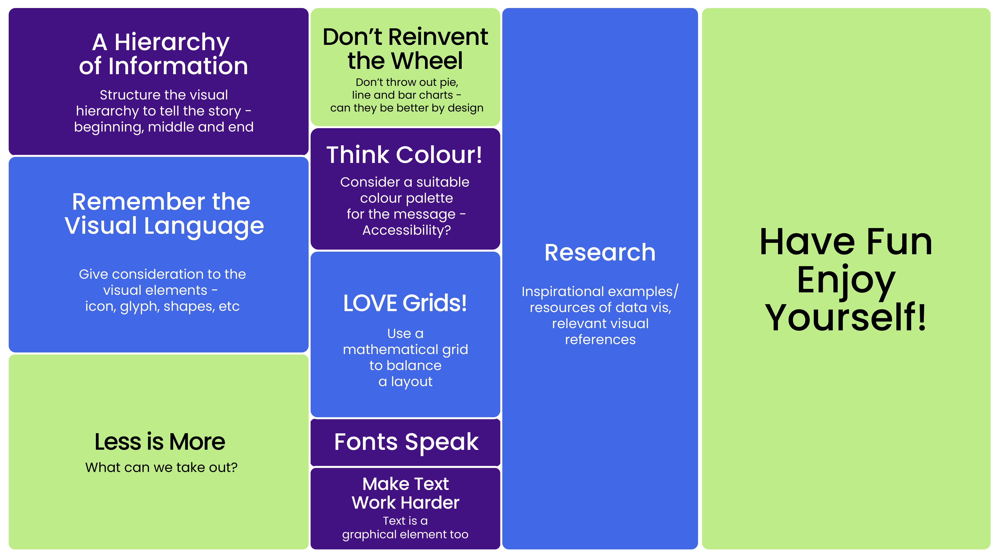 A Hierarchy
of Information
Structure the visual
hierarchy to tell the story -
beginning, middle and end
Remember the
Visual Language
Give consideration to the
visual elements -
icon, glyph, shapes, etc
Less is More
What can we take out?
Don’t Reinvent
the Wheel
Don’t throw out pie,
line and bar charts -
can they be better by design
Think Colour!
Consider a suitable
colour palette
for the message -
Accessibility?
LOVE Grids!
Use a
mathematical grid
to balance
a layout
Fonts Speak
Make Text
Work Harder
Text is a
graphical element too
Research
Inspirational examples/
resources of data vis,
relevant visual
references
Have Fun
Enjoy
Yourself!